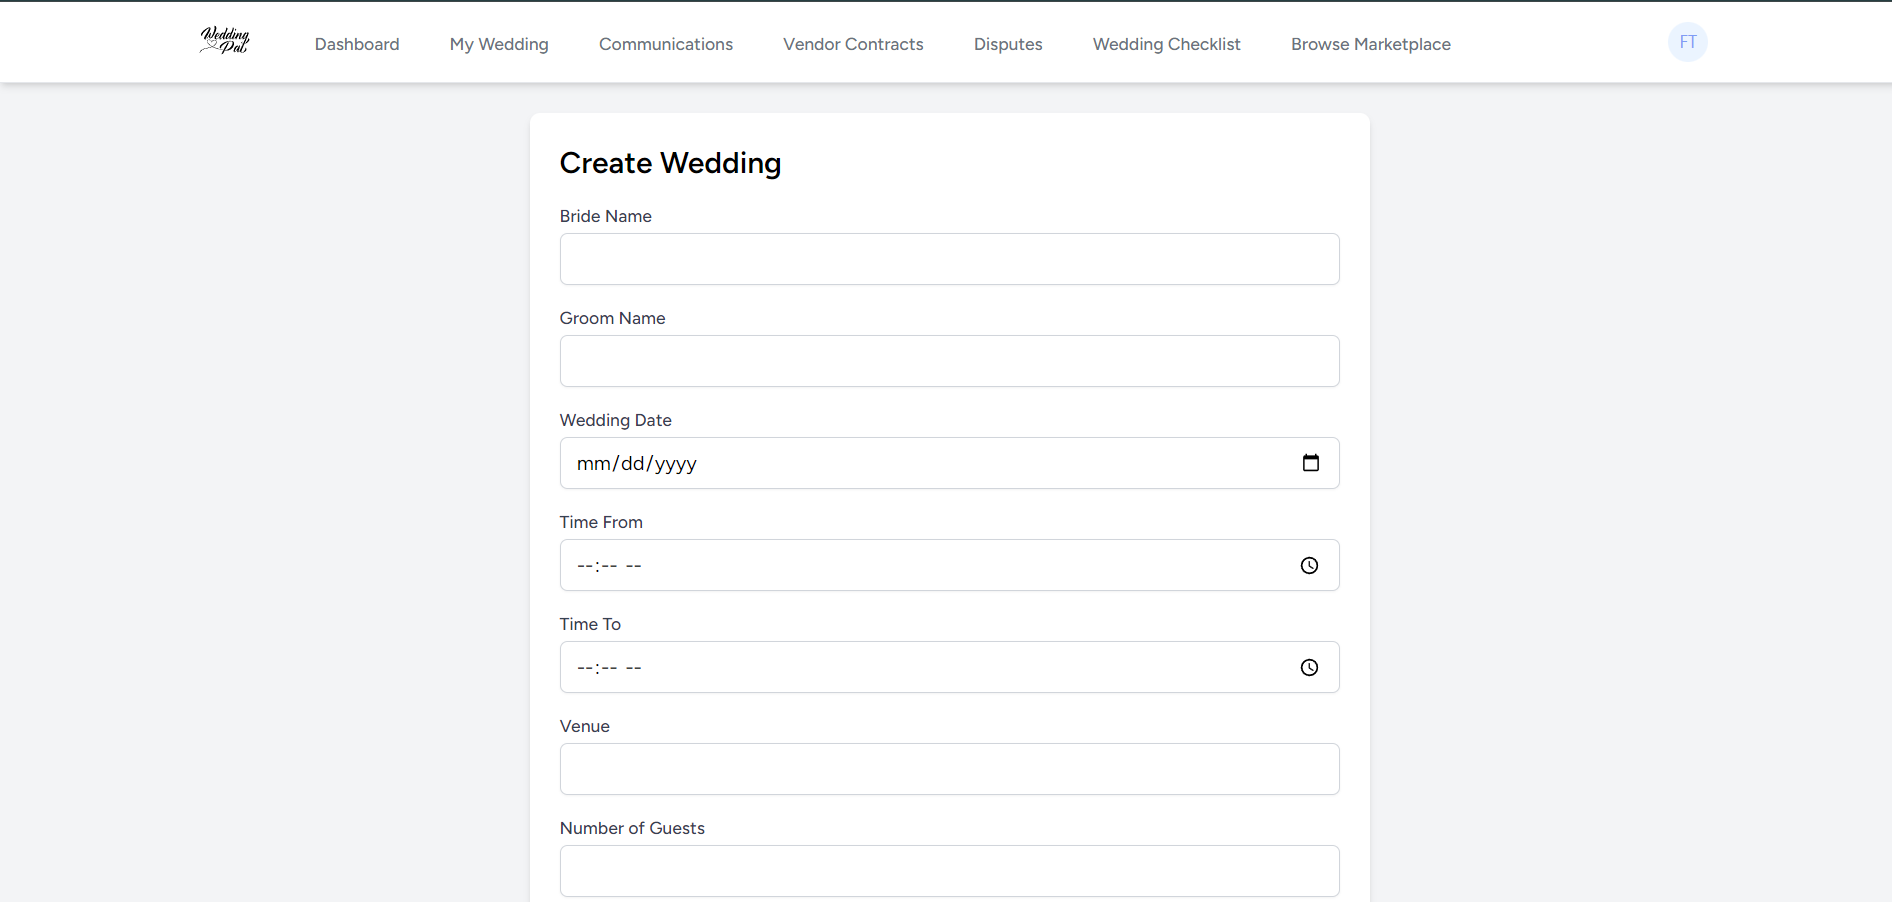 Wedding Pal
Dashboard
My Wedding
Communications
Vendor Contracts
Disputes
Wedding Checklist
Browse Marketplace
FT
Create Wedding
Bride Name
Groom Name
Wedding Date
mm/dd/yyyy
Time From
--:-- --
Time To
--:-- --
Venue
Number of Guests